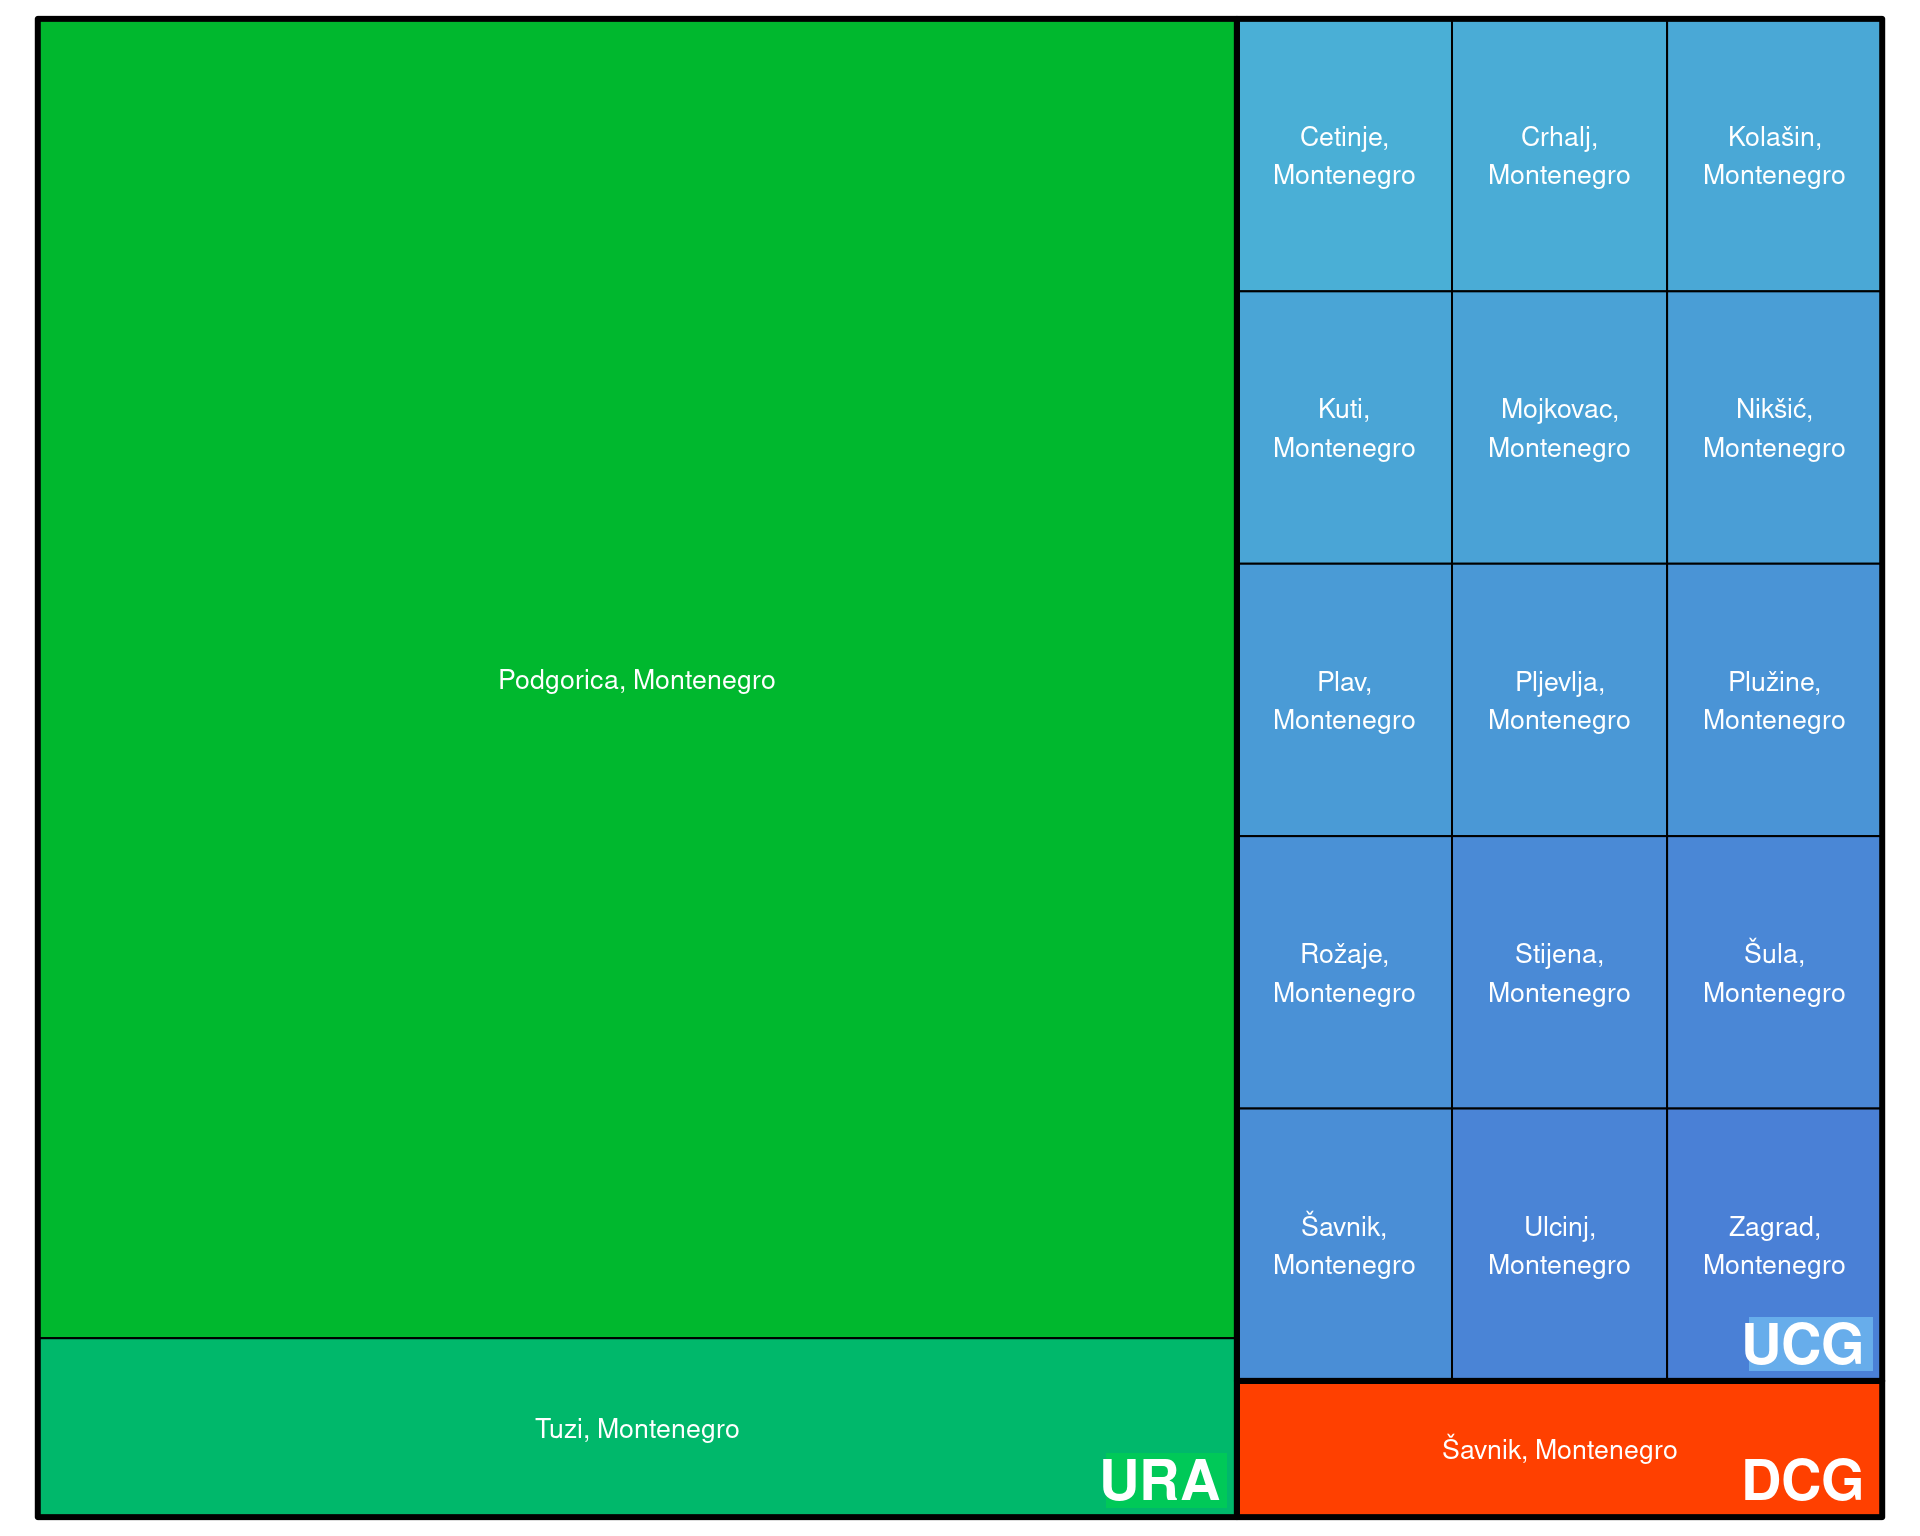 Podgorica, Montenegro
Tuzi, Montenegro
URA
Cetinje,
Montenegro
Crhalj,
Montenegro
Kolašin,
Montenegro
Kuti,
Montenegro
Mojkovac,
Montenegro
Nikšić,
Montenegro
Plav,
Montenegro
Pljevlja,
Montenegro
Plužine,
Montenegro
Rožaje,
Montenegro
Stijena,
Montenegro
Šula,
Montenegro
Šavnik,
Montenegro
Ulcinj,
Montenegro
Zagrad,
Montenegro
UCG
Šavnik, Montenegro
DCG